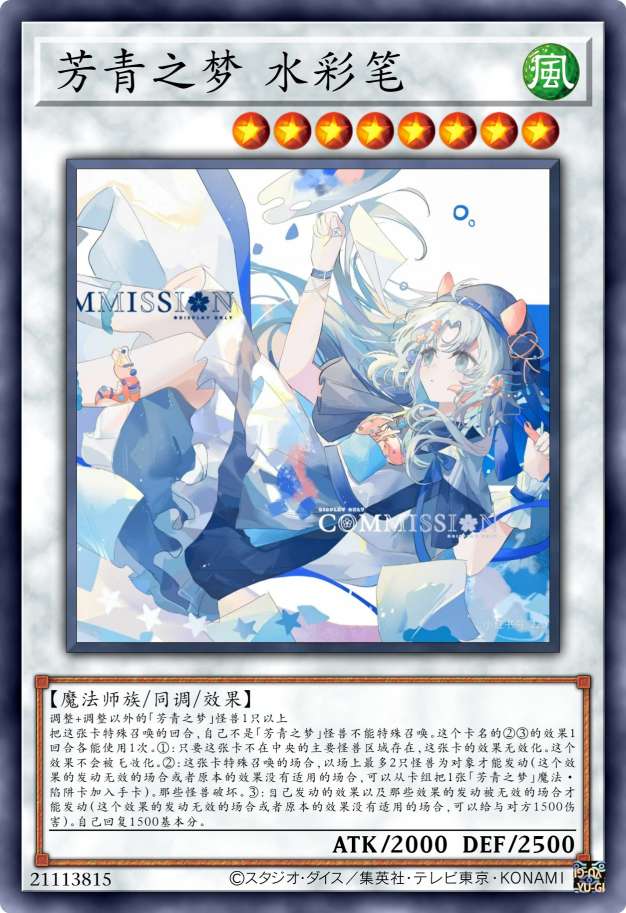 芳青之梦 水彩笔
風
MMISSION
DISPLAY ONLY
DISPLAY ONLY
COMMISSION
DISPLAY ONLY
小红书号
【魔法师族/同调/效果】
调整+调整以外的「芳青之梦」怪兽1只以上
把这张卡特殊召唤的回合,自己不是「芳青之梦」怪兽不能特殊召唤。这个卡名的②③的效果1
回合各能使用1次。①:只要这张卡不在中央的主要怪兽区域存在,这张卡的效果无效化。这个
效果不会被无效化。②:这张卡特殊召唤的场合,以场上最多2只怪兽为对象才能发动(这个效
果的发动无效的场合或者原本的效果没有适用的场合,可以从卡组把1张「芳青之梦」魔法・
陷阱卡加入手卡)。那些怪兽破坏。③:自己发动的效果以及那些效果的发动被无效的场合才
能发动(这个效果的发动无效的场合或者原本的效果没有适用的场合,可以给与对方1500伤
害)。自己回复1500基本分。
ATK/2000 DEF/2500
21113815
©スタジオ・ダイス/集英社・テレビ東京・KONAMI